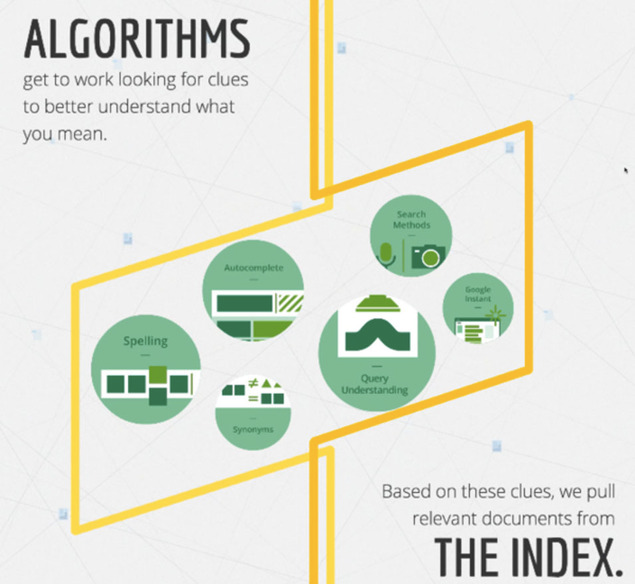 ALGORITHMS
get to work looking for clues
to better understand what
you mean.
Search
Methods
Autocomplete
Google
Instant
Spelling
Query
Understanding
Synonyms
Based on these clues, we pull
relevant documents from
THE INDEX.